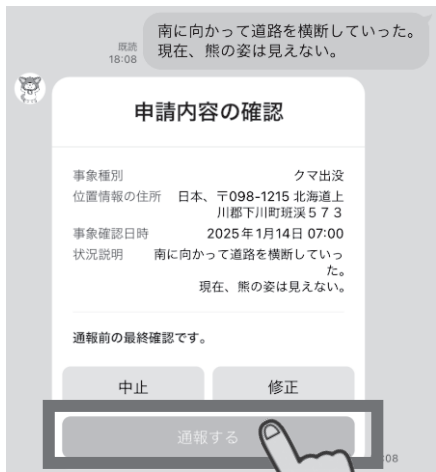 南に向かって道路を横断していった。
現在、熊の姿は見えない。
既読
18:08
申請内容の確認
事象種別 クマ出没
位置情報の住所 日本、〒098-1215 北海道上
川郡下川町班渓５７３
事象確認日時 2025年1月14日 07:00
状況説明 南に向かって道路を横断していっ
た。
現在、熊の姿は見えない。
通報前の最終確認です。
中止 修正
通報する
:08